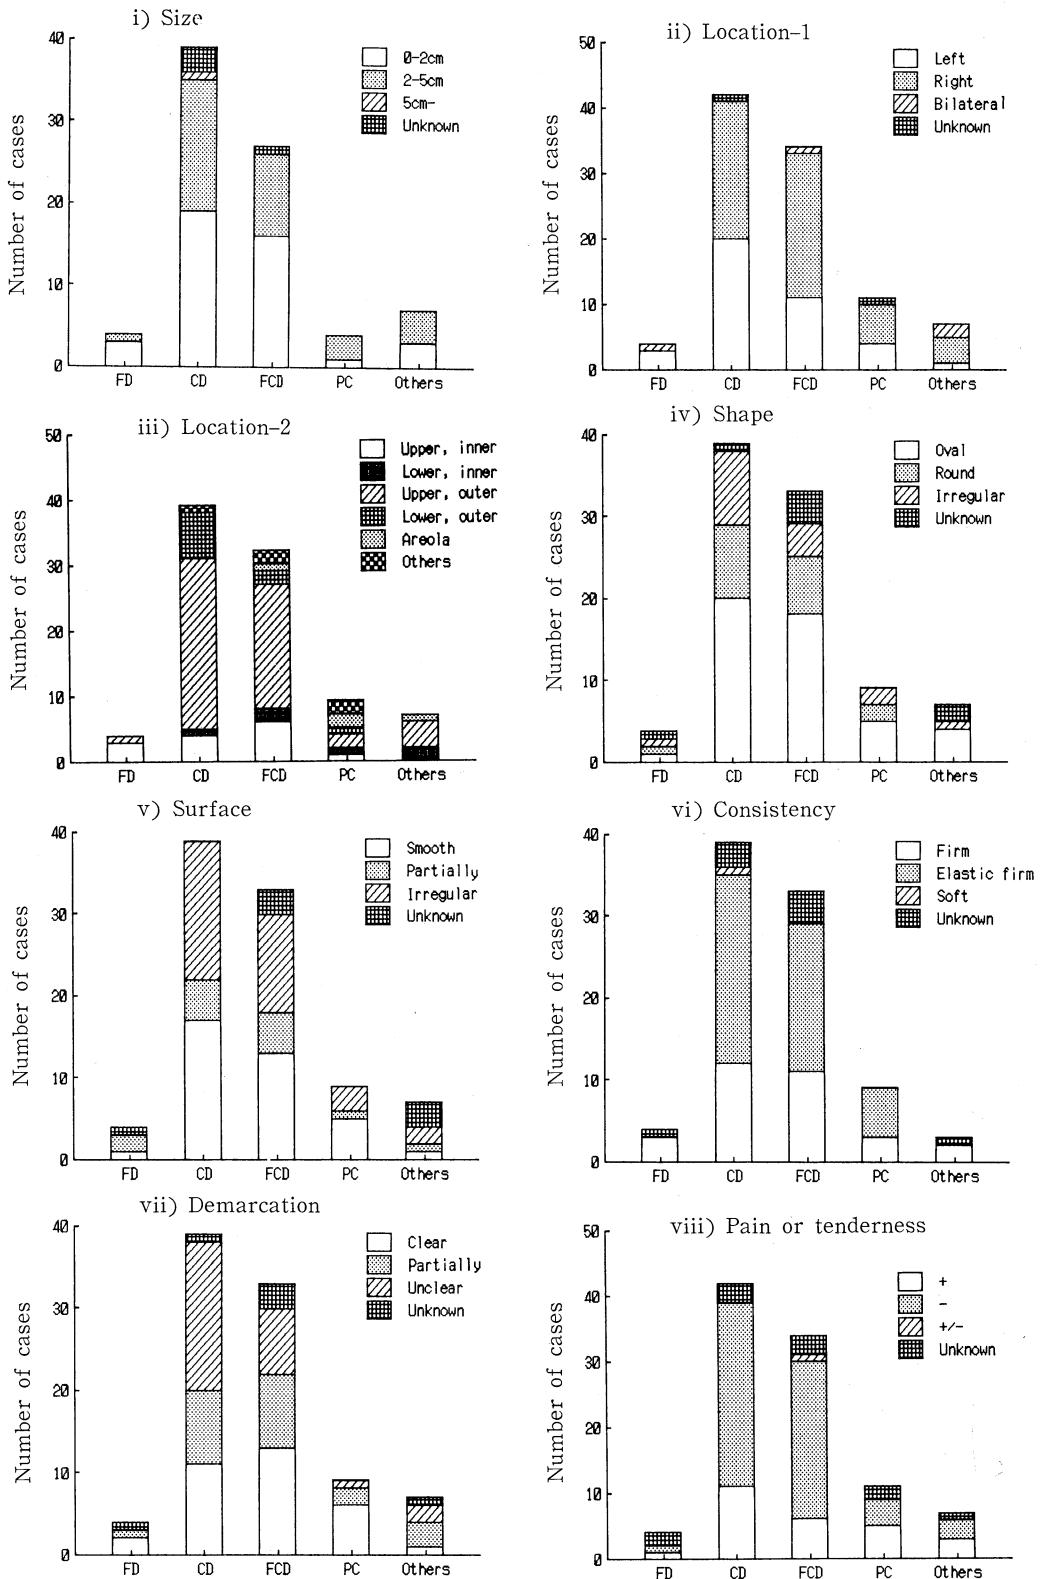 i) Size
Number of cases
40
30
20
10
0
FD CD FCD PC Others
0-2cm
2-5cm
5cm-
Unknown
ii) Location-1
Number of cases
50
40
30
20
10
0
FD CD FCD PC Others
Left
Right
Bilateral
Unknown
iii) Location-2
Number of cases
50
40
30
20
10
0
FD CD FCD PC Others
Upper, inner
Lower, inner
Upper, outer
Lower, outer
Areola
Others
iv) Shape
Number of cases
40
30
20
10
0
FD CD FCD PC Others
Oval
Round
Irregular
Unknown
v) Surface
Number of cases
40
30
20
10
0
FD CD FCD PC Others
Smooth
Partially
Irregular
Unknown
vi) Consistency
Number of cases
40
30
20
10
0
FD CD FCD PC Others
Firm
Elastic firm
Soft
Unknown
vii) Demarcation
Number of cases
40
30
20
10
0
FD CD FCD PC Others
Clear
Partially
Unclear
Unknown
viii) Pain or tenderness
Number of cases
50
40
30
20
10
0
FD CD FCD PC Others
+
-
+/-
Unknown